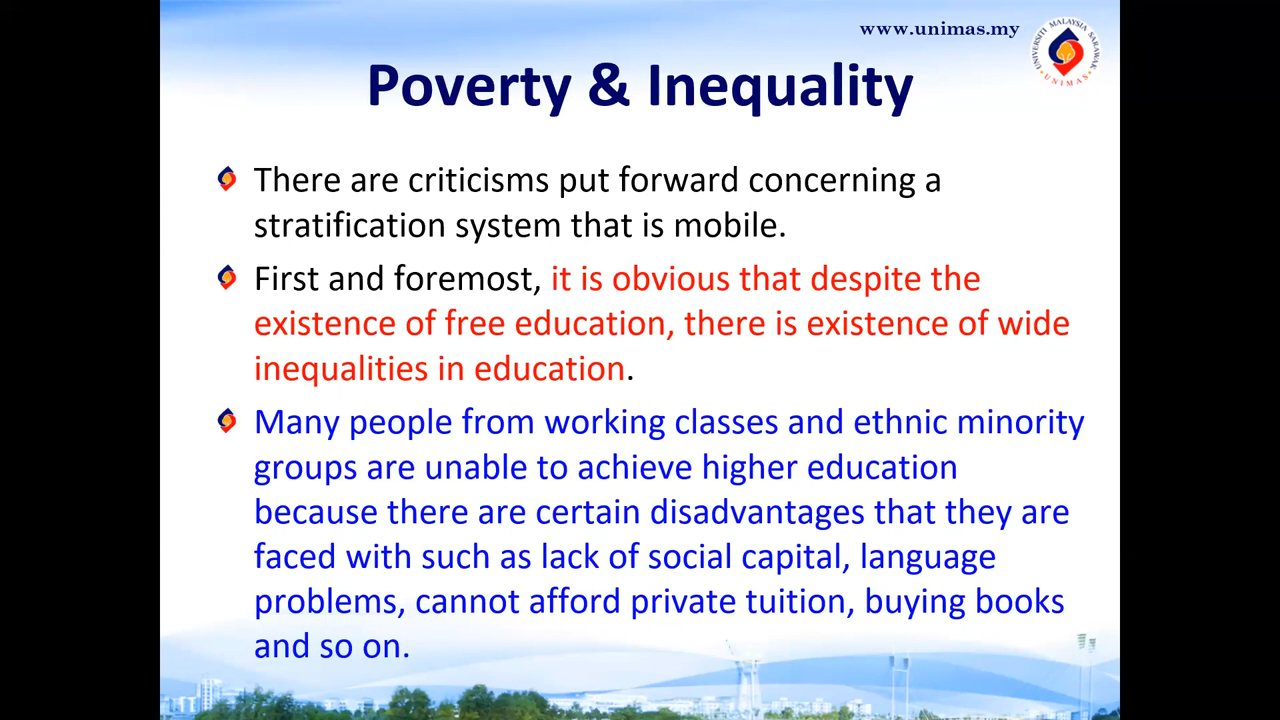 www.unimas.my
UNIVERSITI MALAYSIA SARAWAK
UNIMAS
Poverty & Inequality
There are criticisms put forward concerning a
stratification system that is mobile.
First and foremost, it is obvious that despite the
existence of free education, there is existence of wide
inequalities in education.
Many people from working classes and ethnic minority
groups are unable to achieve higher education
because there are certain disadvantages that they are
faced with such as lack of social capital, language
problems, cannot afford private tuition, buying books
and so on.